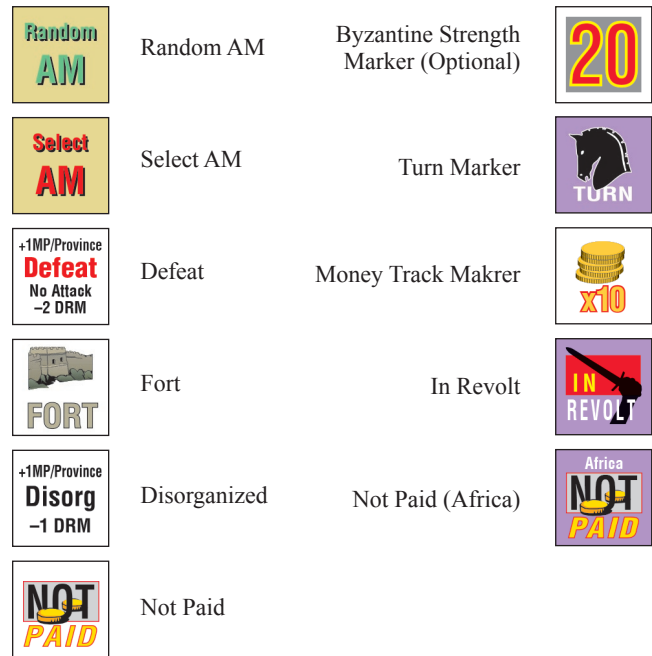 Random
AM
Random AM
Byzantine Strength
Marker (Optional)
20
Select
AM
Select AM
Turn Marker
TURN
+1MP/Province
Defeat
No Attack
–2 DRM
Defeat
Money Track Makrer
x10
FORT
Fort
In Revolt
IN
REVOLT
+1MP/Province
Disorg
–1 DRM
Disorganized
Not Paid (Africa)
Africa
NOT
PAID
NOT
PAID
Not Paid